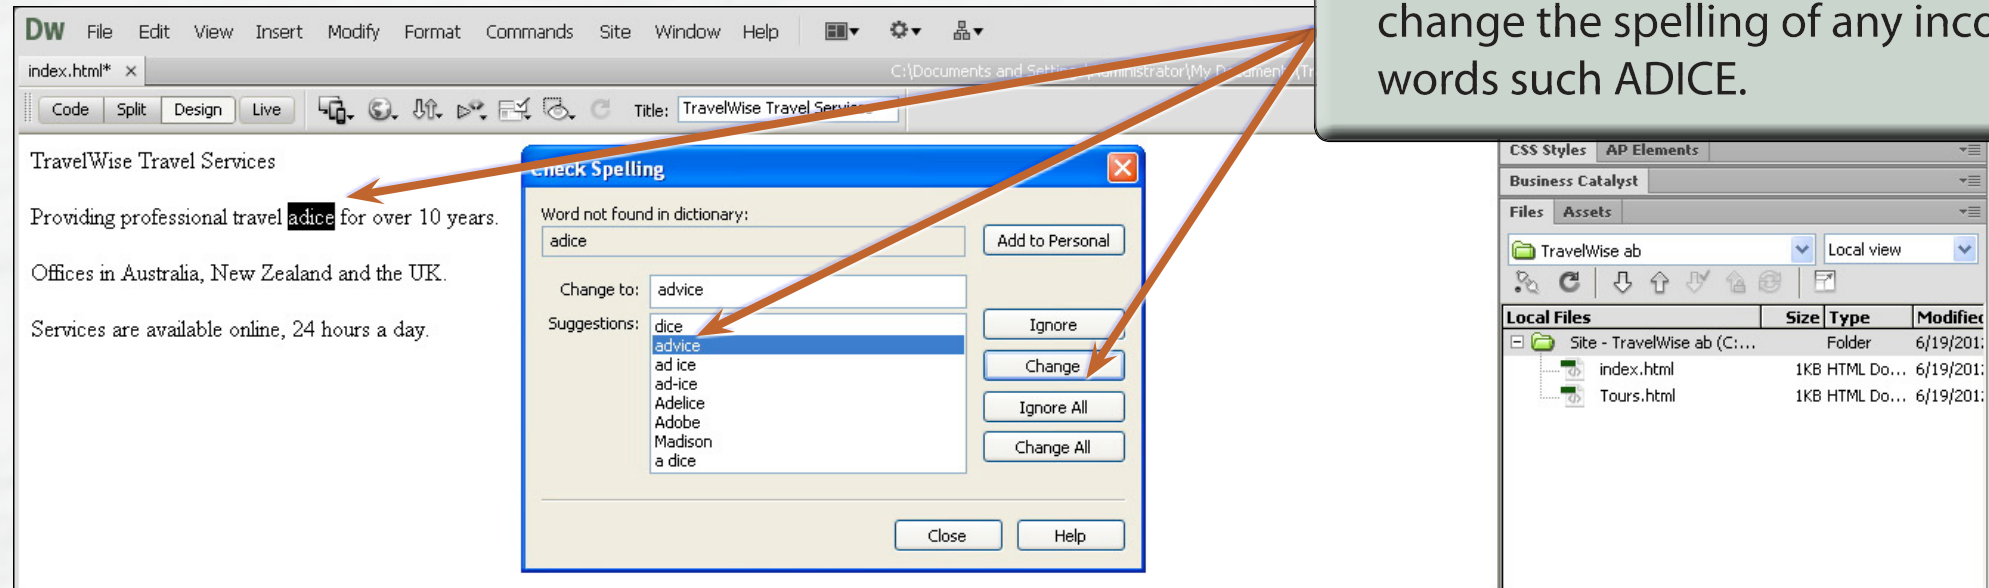 change the spelling of any inco
words such ADICE.
DW File Edit View Insert Modify Format Commands Site Window Help
index.html* ×
C:\Documents and
Code Split Design Live Title: TravelWise Travel Services
TravelWise Travel Services
Providing professional travel adice for over 10 years.
Offices in Australia, New Zealand and the UK.
Services are available online, 24 hours a day.
Check Spelling
Word not found in dictionary:
adice
Add to Personal
Change to: advice
Suggestions:
dice
advice
ad ice
ad-ice
Adelice
Adobe
Madison
a dice
Ignore
Change
Ignore All
Change All
Close Help
CSS Styles AP Elements
Business Catalyst
Files Assets
TravelWise ab Local view
Local Files Size Type Modified
Site - TravelWise ab (C:... Folder 6/19/201
index.html 1KB HTML Do... 6/19/201
Tours.html 1KB HTML Do... 6/19/201